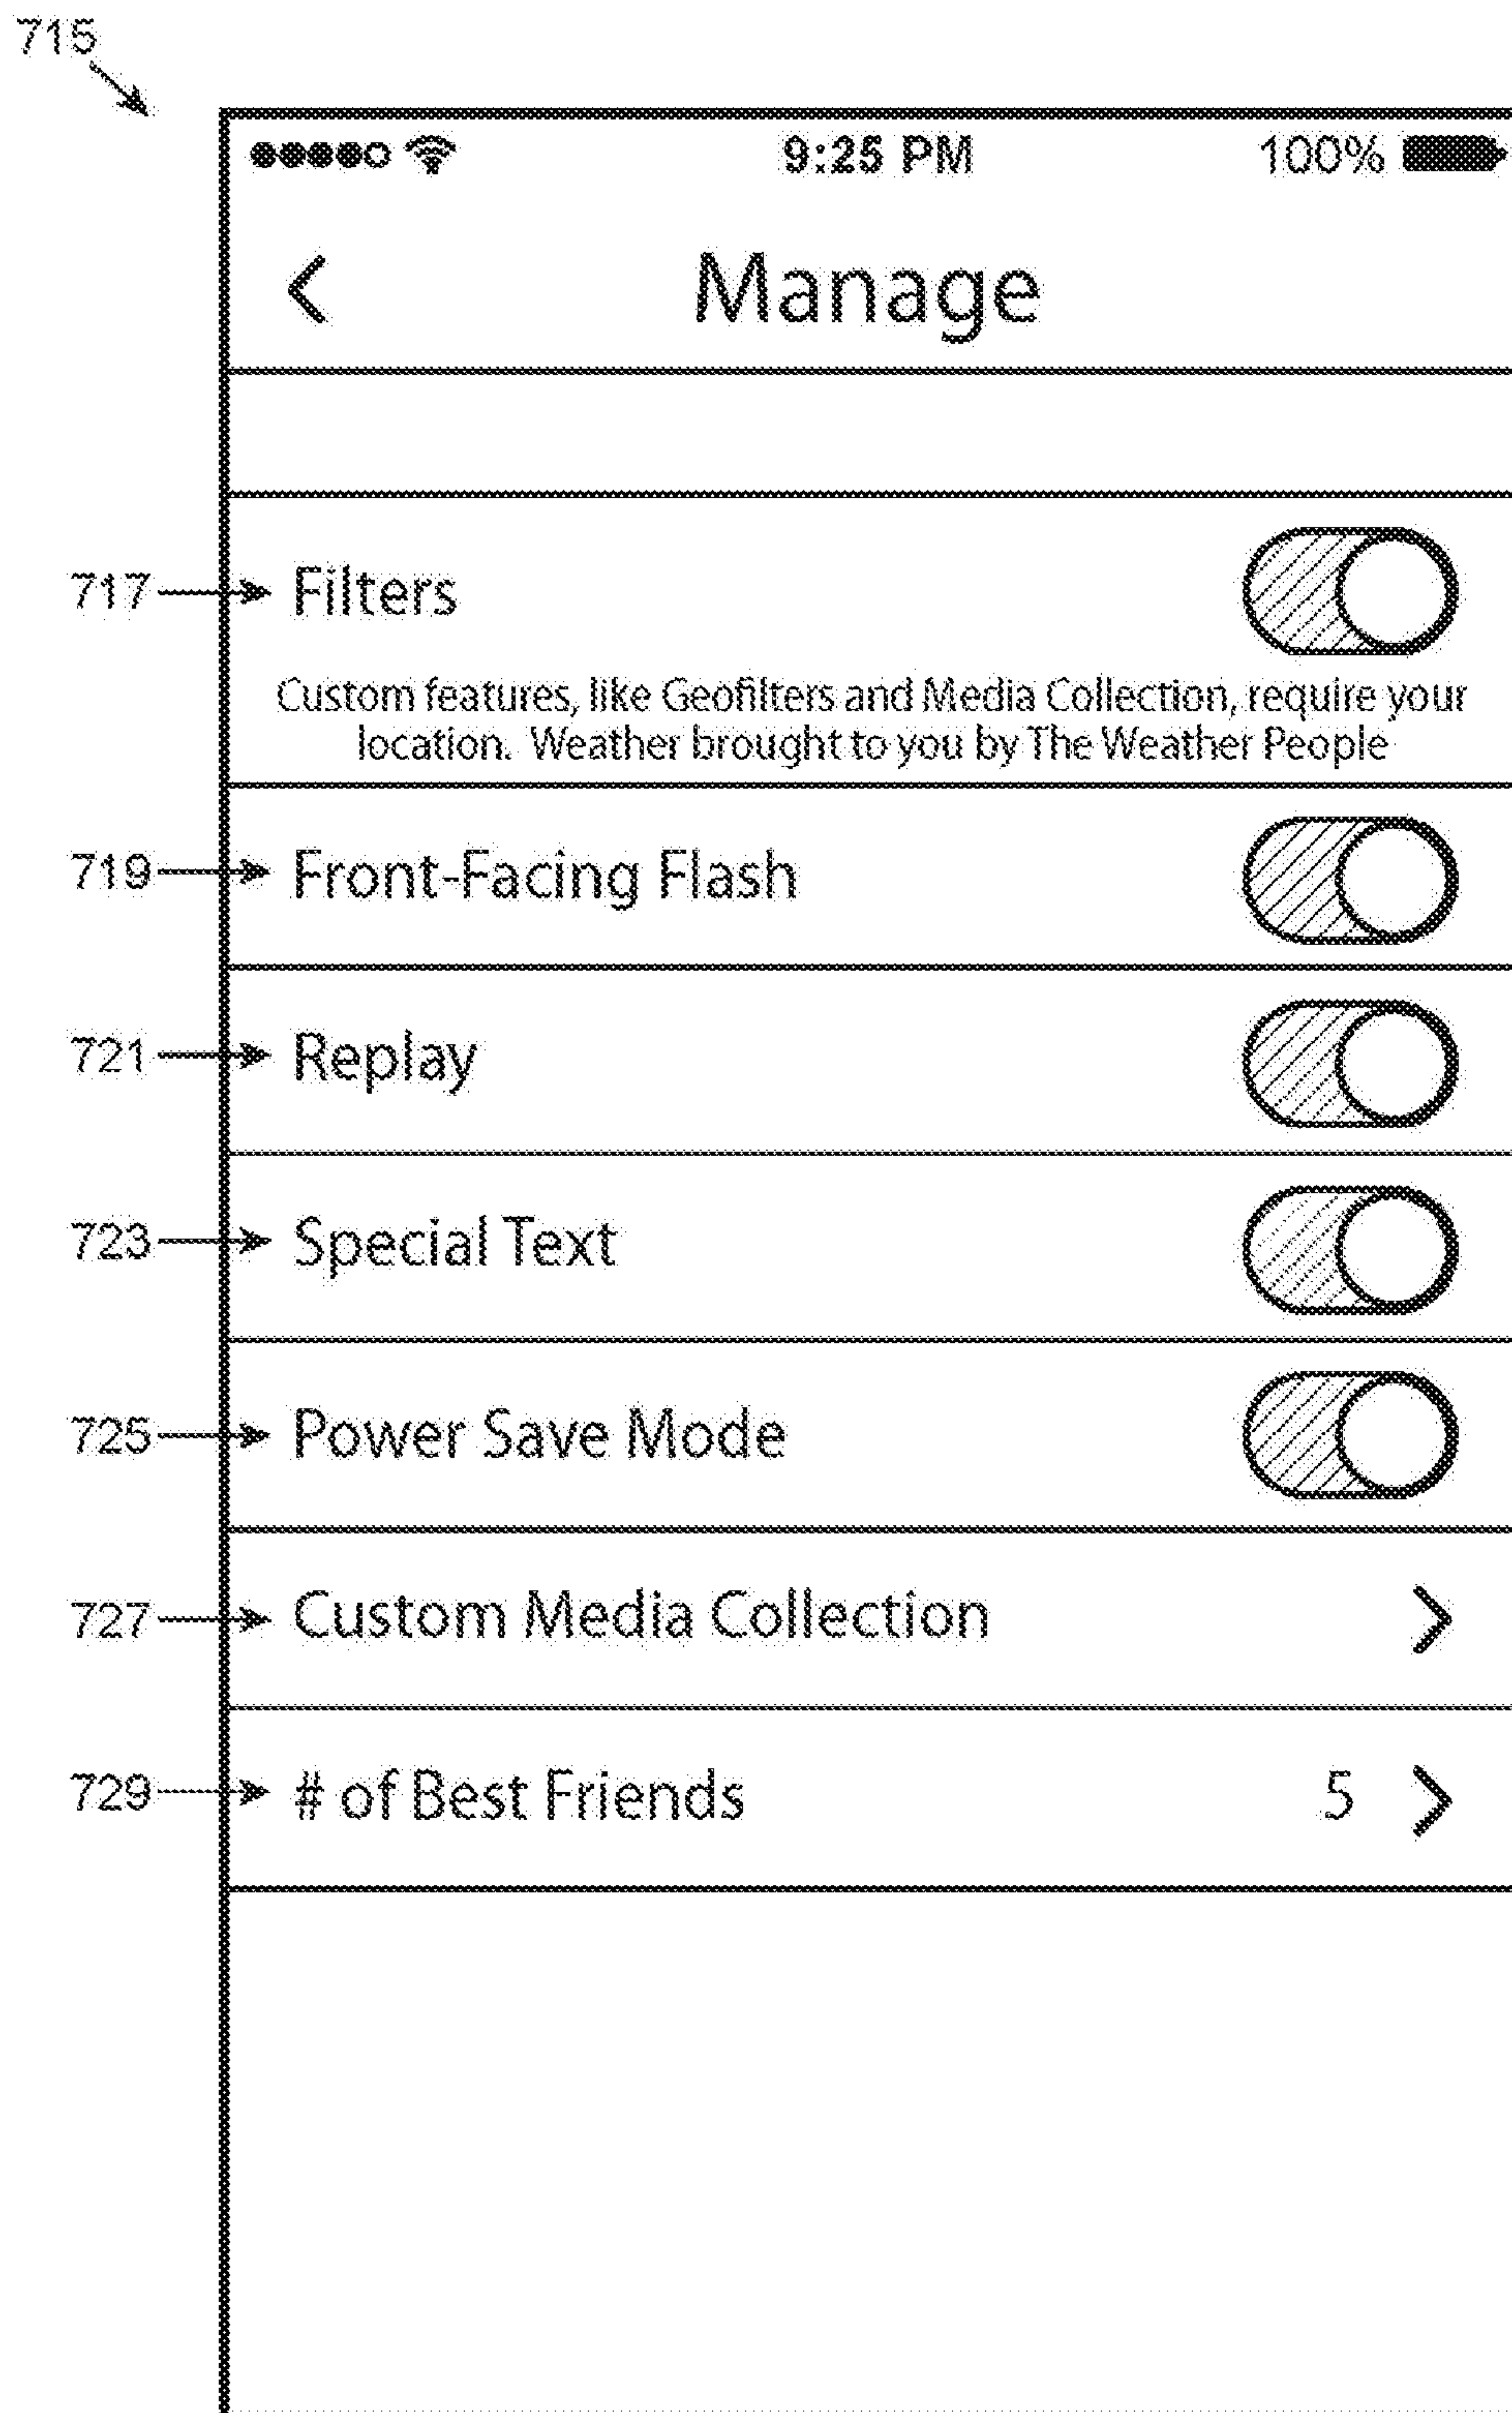 715
9:25 PM 100%
Manage
717 Filters
Custom features, like Geofilters and Media Collection, require your
location. Weather brought to you by The Weather People
719 Front-Facing Flash
721 Replay
723 Special Text
725 Power Save Mode
727 Custom Media Collection
729 # of Best Friends 5